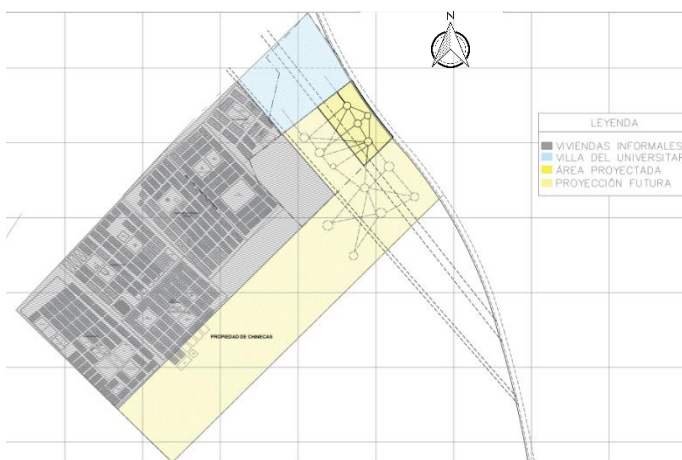 N
LEYENDA
VIVIENDAS INFORMALES
VILLA DEL UNIVERSITAR
ÁREA PROYECTADA
PROYECCIÓN FUTURA
PROPIEDAD DE CHINECAS